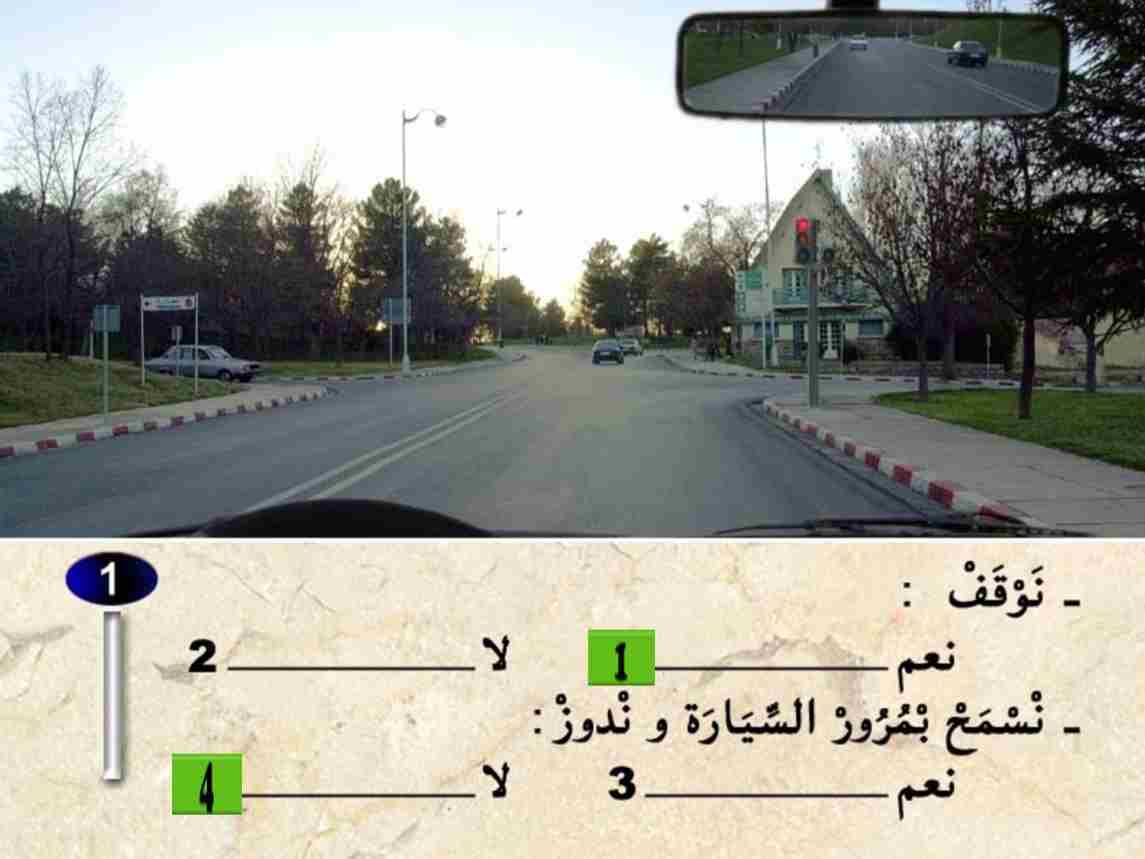 1
ـ نَوْقَفْ :
نعم 1 لا 2
ـ نْسْمَحْ بْمُرُورْ السَّيَارَة و نْدوزْ:
نعم 3 لا 4